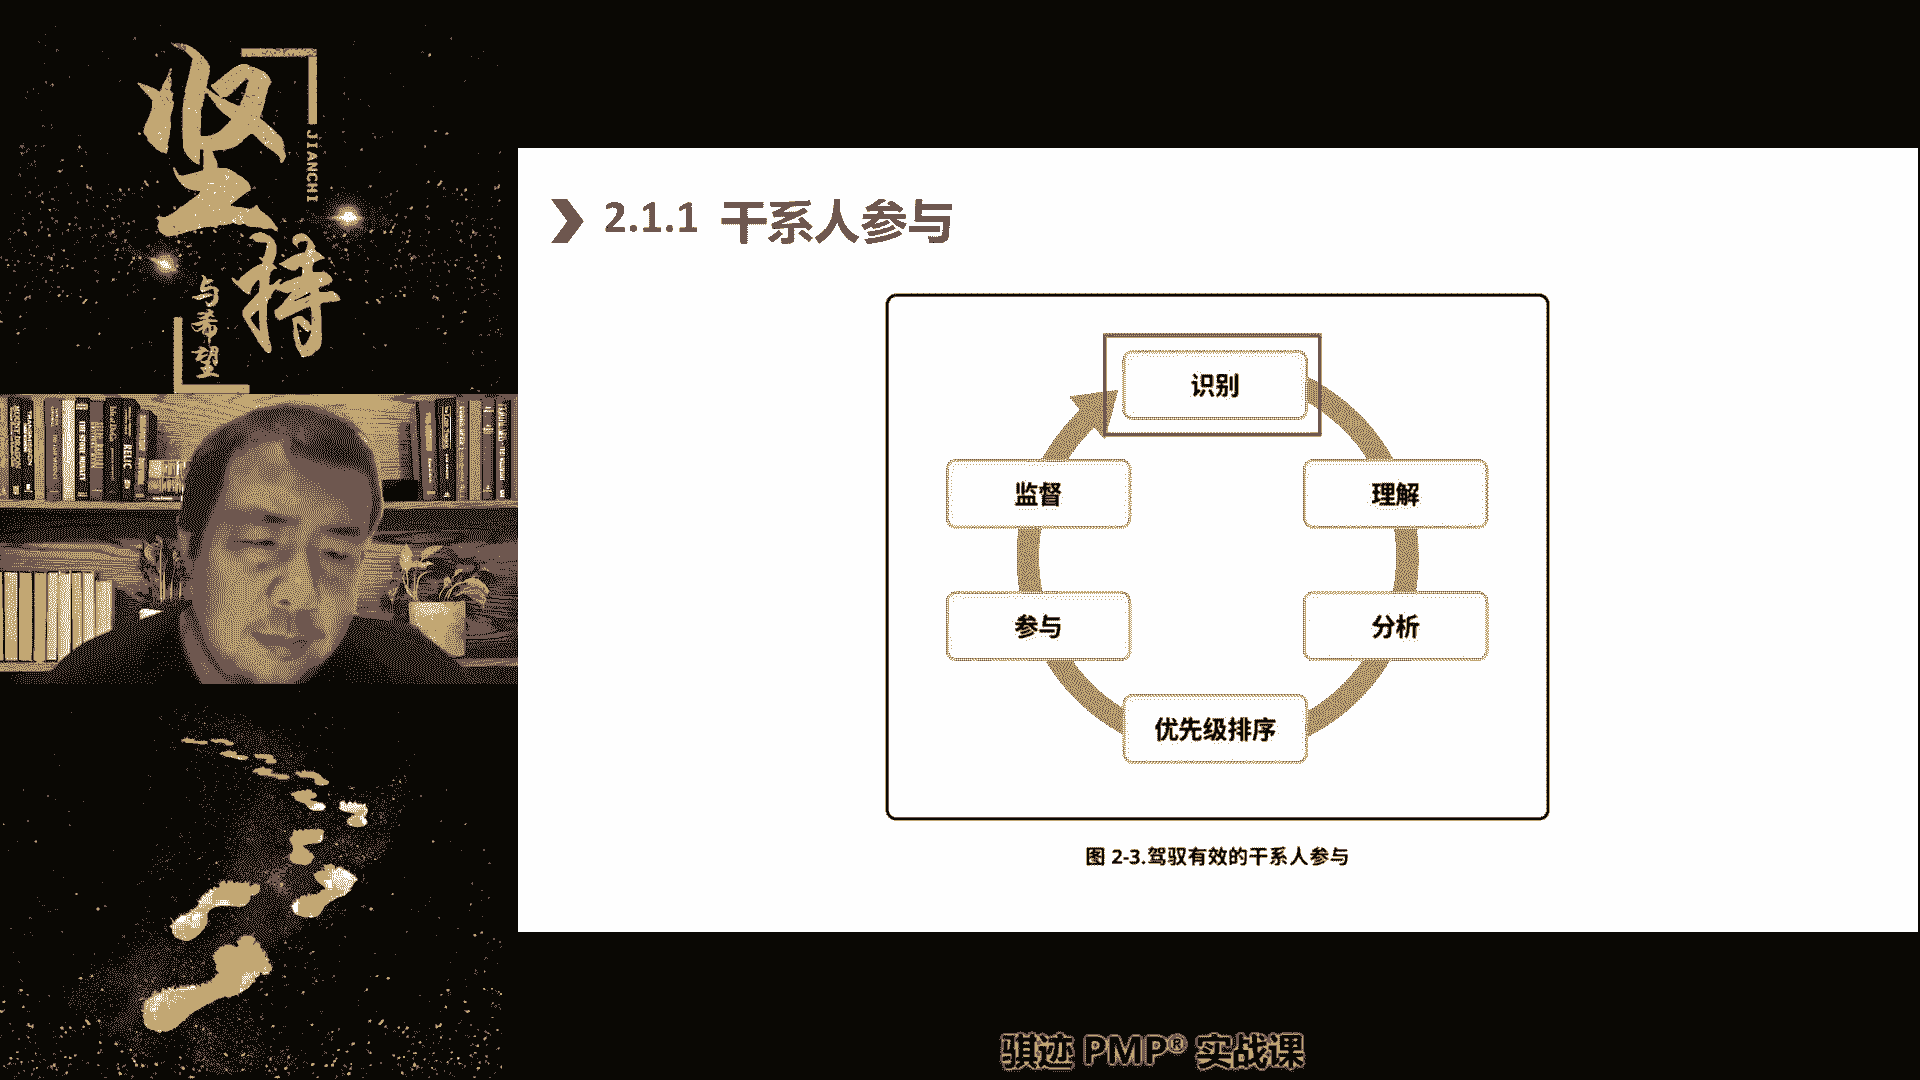 坚持
JIANCHI
与希望
2.1.1 干系人参与
识别
理解
分析
优先级排序
参与
监督
图 2-3.驾驭有效的干系人参与
骐迹 PMP® 实战课